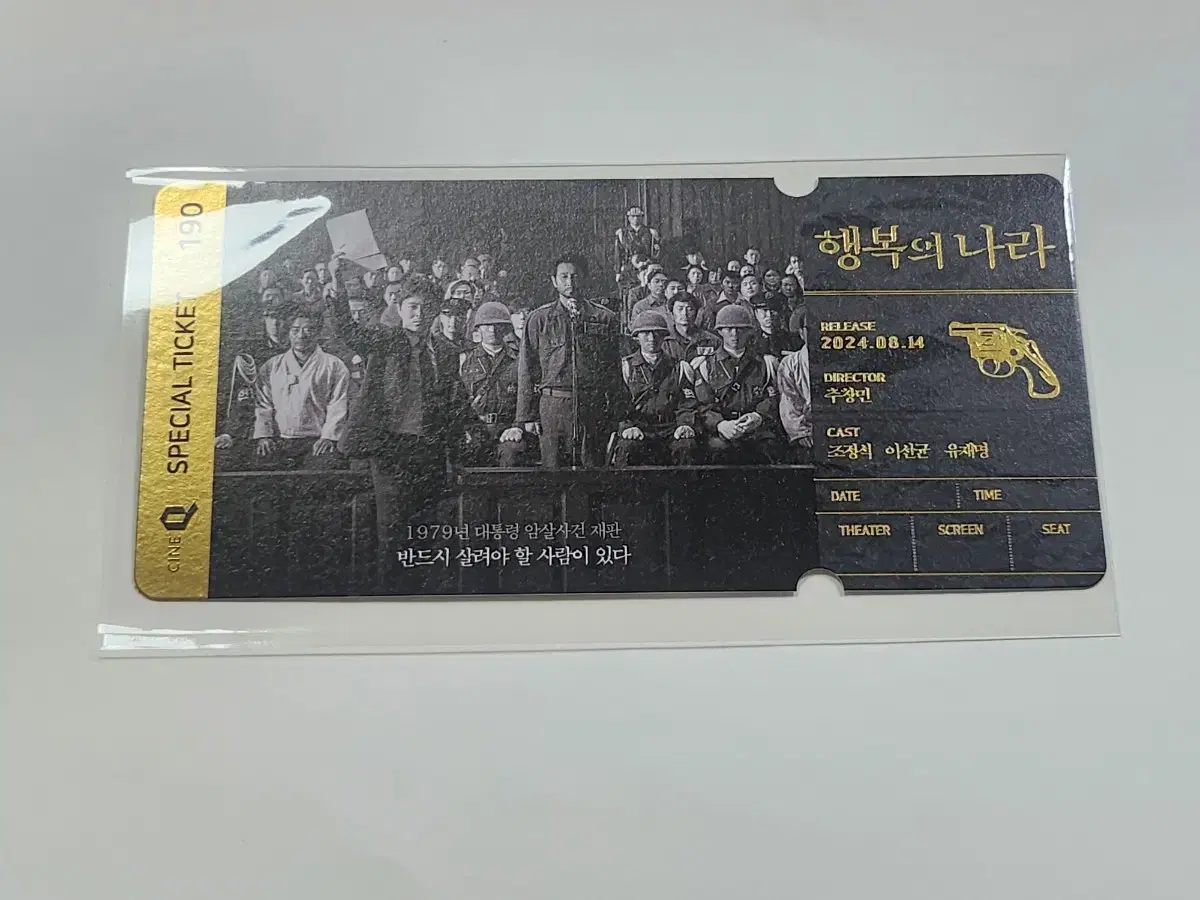 CINE Q SPECIAL TICKET 190
1979년 대통령 암살사건 재판
반드시 살려야 할 사람이 있다
행복의 나라
RELEASE
2024.08.14
DIRECTOR
추창민
CAST
조정석 이선균 유재명
DATE TIME
THEATER SCREEN SEAT